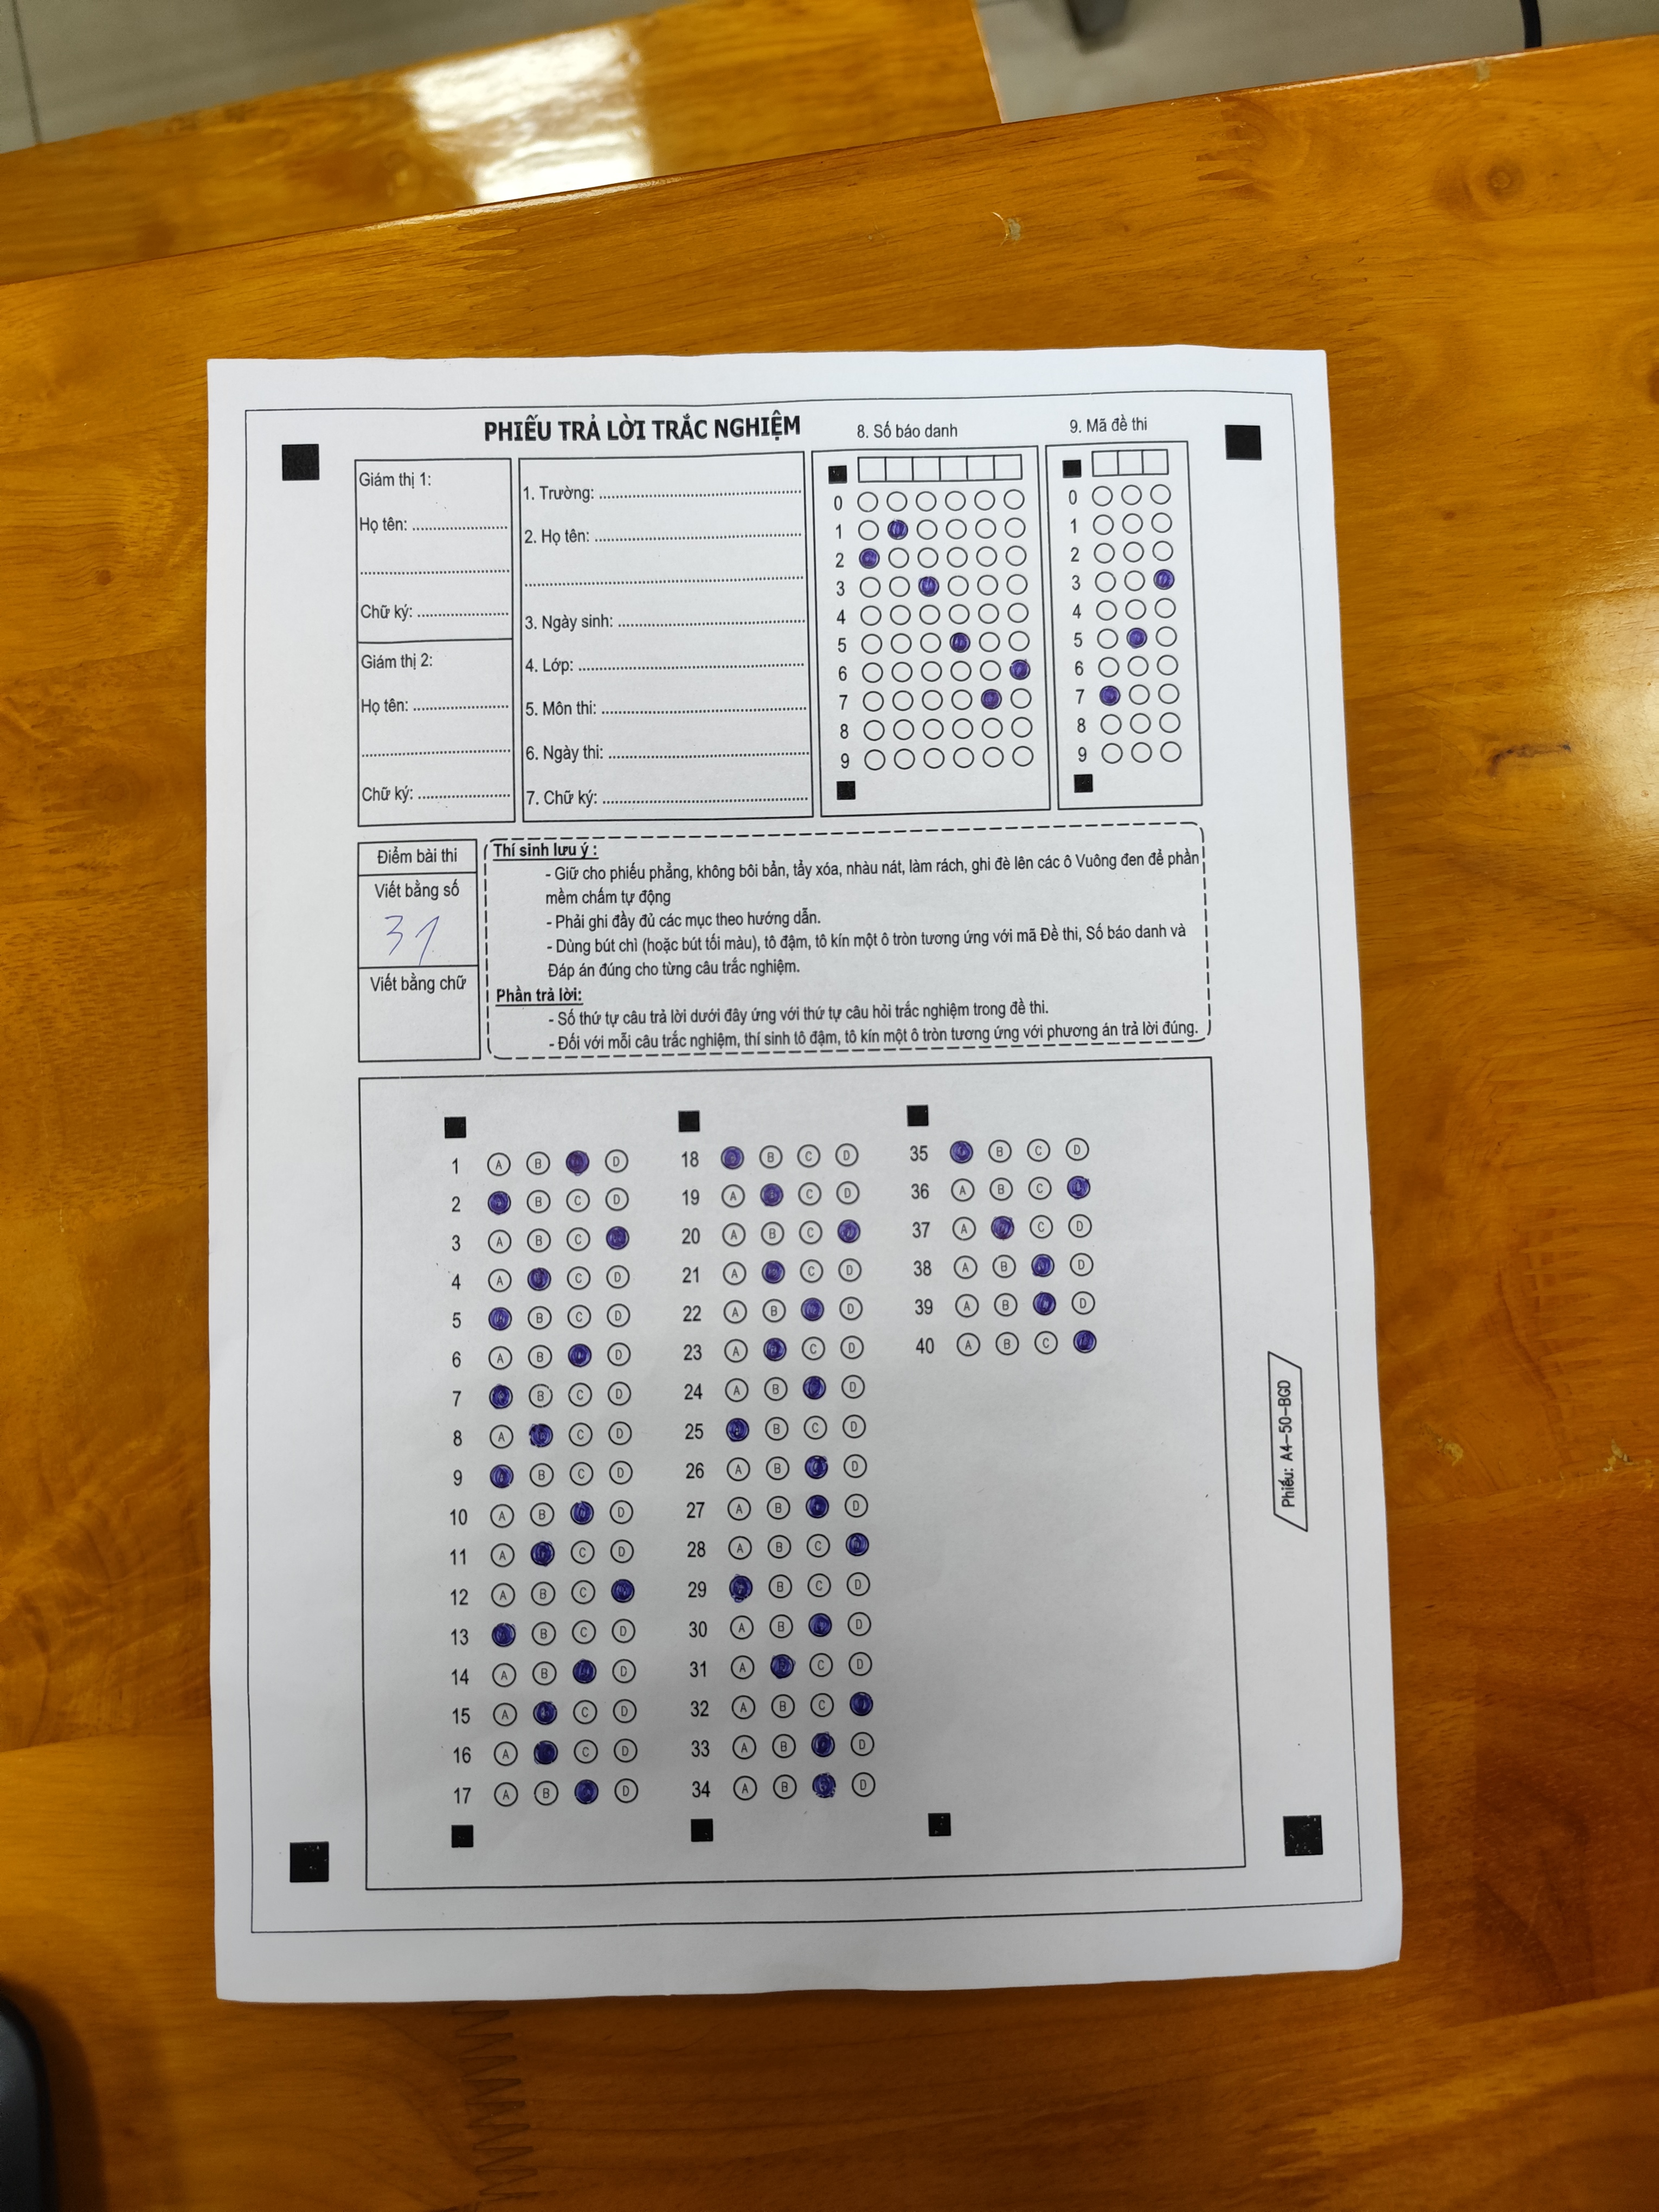 PHIẾU TRẢ LỜI TRẮC NGHIỆM
8. Số báo danh
9. Mã đề thi
Giám thị 1:
Họ tên: ........................
........................................
Chữ ký: ........................
Giám thị 2:
Họ tên: ........................
........................................
Chữ ký: ........................
1. Trường: ........................................
2. Họ tên: ........................................
........................................................
3. Ngày sinh: ....................................
4. Lớp: ............................................
5. Môn thi: ........................................
6. Ngày thi: .......................................
7. Chữ ký: ........................................
0
1
2
3
4
5
6
7
8
9
0
1
2
3
4
5
6
7
8
9
Điểm bài thi
Viết bằng số
31
Viết bằng chữ
Thí sinh lưu ý :
- Giữ cho phiếu phẳng, không bôi bẩn, tẩy xóa, nhàu nát, làm rách, ghi đè lên các ô Vuông đen để phần
mềm chấm tự động
- Phải ghi đầy đủ các mục theo hướng dẫn.
- Dùng bút chì (hoặc bút tối màu), tô đậm, tô kín một ô tròn tương ứng với mã Đề thi, Số báo danh và
Đáp án đúng cho từng câu trắc nghiệm.
Phần trả lời:
- Số thứ tự câu trả lời dưới đây ứng với thứ tự câu hỏi trắc nghiệm trong đề thi.
- Đối với mỗi câu trắc nghiệm, thí sinh tô đậm, tô kín một ô tròn tương ứng với phương án trả lời đúng.
1 A B D
2 B C D
3 A B C
4 A C D
5 B C D
6 A B D
7 B C D
8 A C D
9 B C D
10 A B D
11 A C D
12 A B C
13 B C D
14 A B D
15 A C D
16 A C D
17 A B D
18 B C D
19 A C D
20 A B C
21 A C D
22 A B D
23 A C D
24 A B D
25 B C D
26 A B D
27 A B D
28 A B C
29 B C D
30 A B D
31 A C D
32 A B C
33 A B D
34 A B D
35 B C D
36 A B C
37 A C D
38 A B D
39 A B D
40 A B C
Phiếu: A4-50-BGD